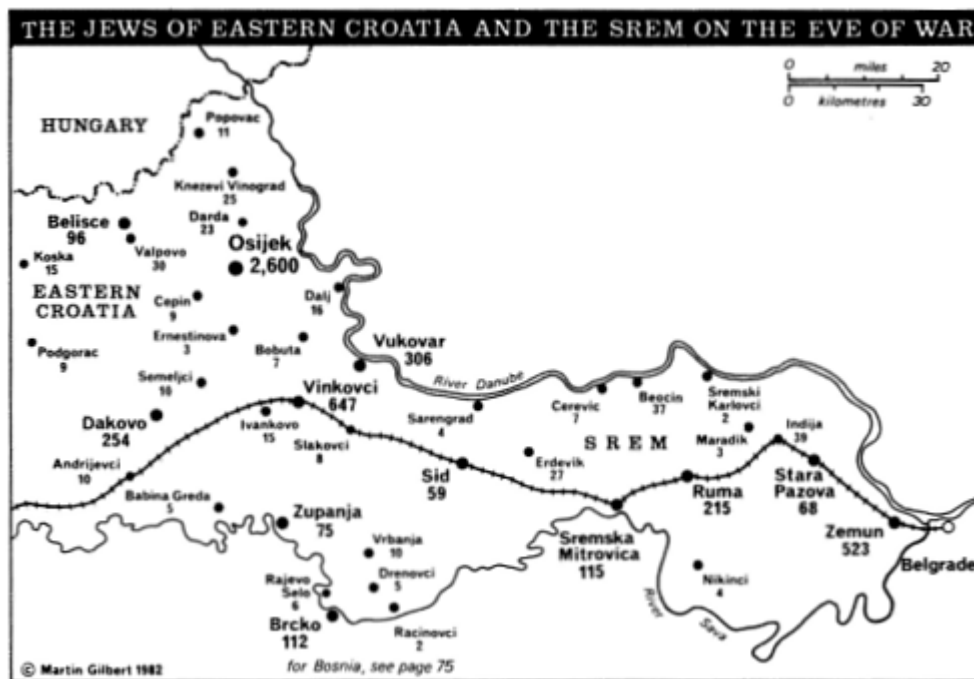 THE JEWS OF EASTERN CROATIA AND THE SREM ON THE EVE OF WAR
0 miles 20
0 kilometres 30
HUNGARY
Popovac
11
Knezevi Vinograd
25
Belisce
96
Darda
23
Valpovo
30
Osijek
2,600
Koska
15
EASTERN
CROATIA
Cepin
9
Dalj
16
Ernestinova
3
Bobuta
7
Podgorac
9
Vukovar
306
River Danube
Semeljci
10
Vinkovci
647
Dakovo
254
Ivankovo
15
Slakovci
8
Sarengrad
4
Cerevic
7
Beocin
37
Sremski
Karlovci
2
SREM
Maradik
3
Indija
39
Erdevik
27
Andrijevci
10
Sid
59
Ruma
215
Stara
Pazova
68
Babina Greda
5
Zupanja
75
Sremska
Mitrovica
115
Zemun
523
Belgrade
Vrbanja
10
Drenovci
5
Rajevo
Selo
6
Nikinci
4
Brcko
112
Racinovci
2
River Sava
© Martin Gilbert 1982
for Bosnia, see page 75